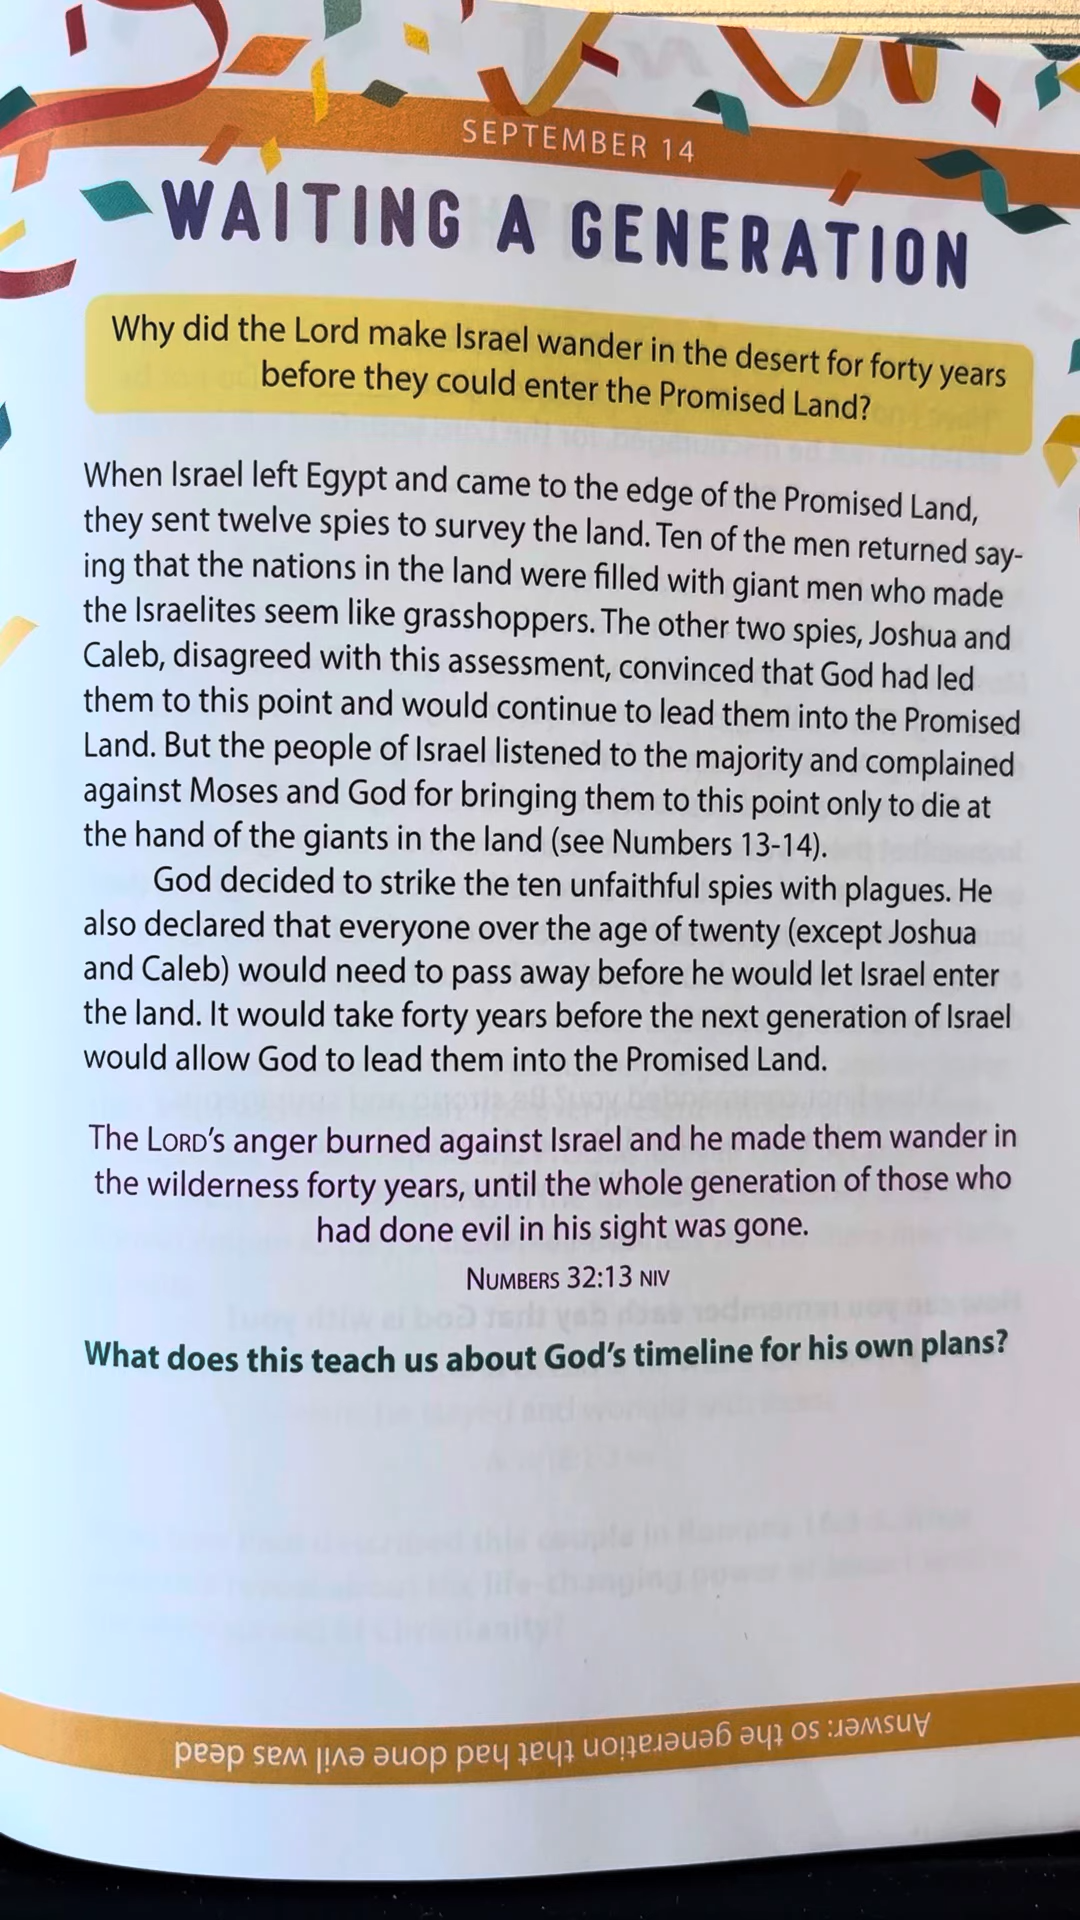 SEPTEMBER 14
WAITING A GENERATION
Why did the Lord make Israel wander in the desert for forty years
before they could enter the Promised Land?
When Israel left Egypt and came to the edge of the Promised Land,
they sent twelve spies to survey the land. Ten of the men returned say-
ing that the nations in the land were filled with giant men who made
the Israelites seem like grasshoppers. The other two spies, Joshua and
Caleb, disagreed with this assessment, convinced that God had led
them to this point and would continue to lead them into the Promised
Land. But the people of Israel listened to the majority and complained
against Moses and God for bringing them to this point only to die at
the hand of the giants in the land (see Numbers 13-14).
God decided to strike the ten unfaithful spies with plagues. He
also declared that everyone over the age of twenty (except Joshua
and Caleb) would need to pass away before he would let Israel enter
the land. It would take forty years before the next generation of Israel
would allow God to lead them into the Promised Land.
The LORD's anger burned against Israel and he made them wander in
the wilderness forty years, until the whole generation of those who
had done evil in his sight was gone.
NUMBERS 32:13 NIV
What does this teach us about God's timeline for his own plans?
Answer: so the generation that had done evil was dead